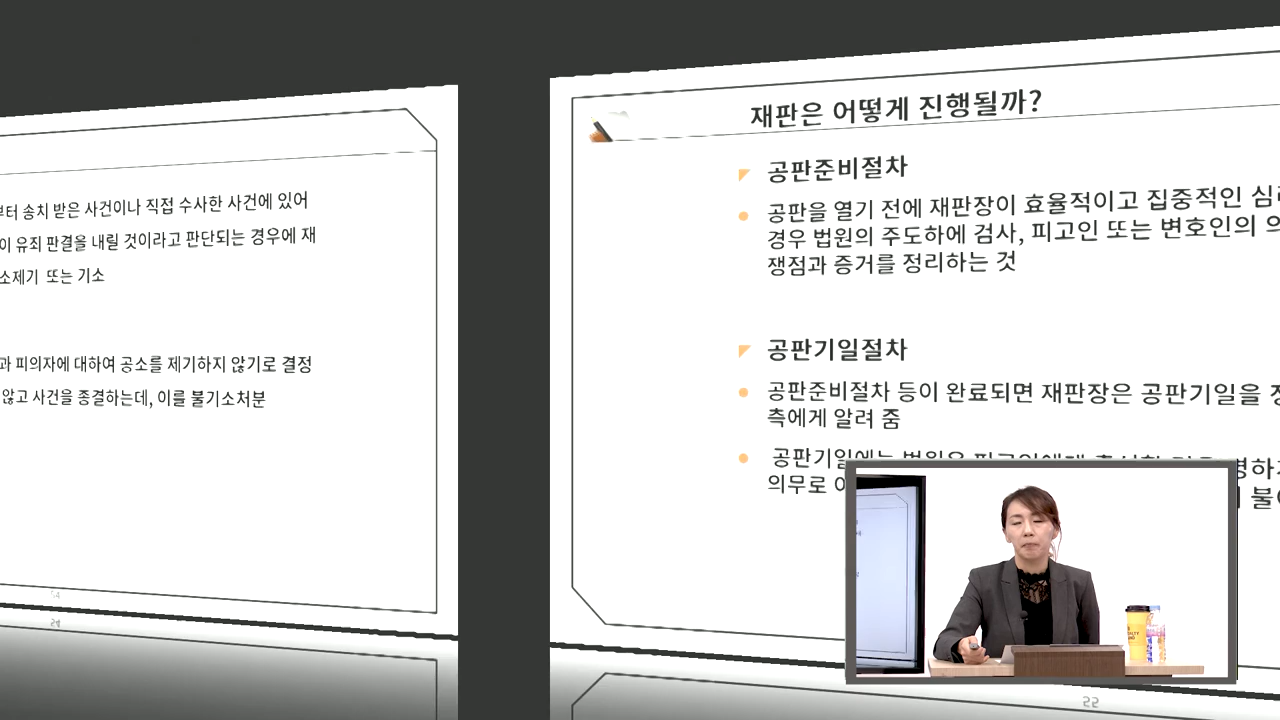 터 송치 받은 사건이나 직접 수사한 사건에 있어
이 유죄 판결을 내릴 것이라고 판단되는 경우에 재
소제기 또는 기소
과 피의자에 대하여 공소를 제기하지 않기로 결정
않고 사건을 종결하는데, 이를 불기소처분
재판은 어떻게 진행될까?
공판준비절차
공판을 열기 전에 재판장이 효율적이고 집중적인 심
경우 법원의 주도하에 검사, 피고인 또는 변호인의 의
쟁점과 증거를 정리하는 것
공판기일절차
공판준비절차 등이 완료되면 재판장은 공판기일을 정
측에게 알려 줌
공판기일에는 법원은
의무로
불
22